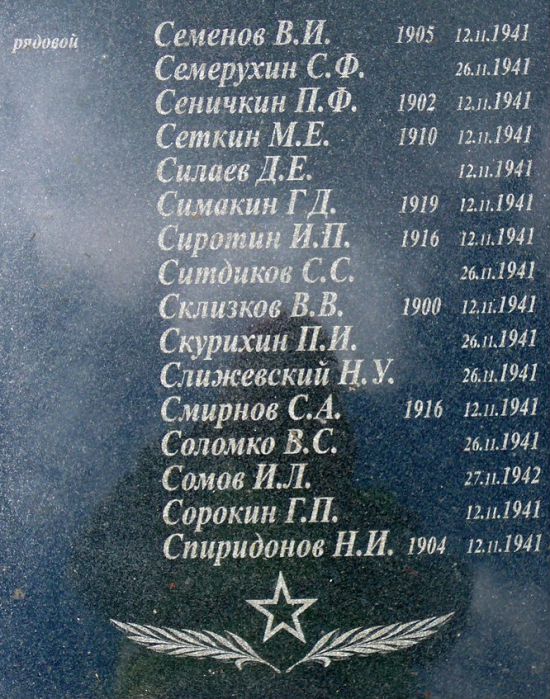 рядовой Семенов В.И. 1905 12.11.1941
Семерухин С.Ф. 26.11.1941
Сеничкин П.Ф. 1902 12.11.1941
Сеткин М.Е. 1910 12.11.1941
Силаев Д.Е. 12.11.1941
Симакин Г.Д. 1919 12.11.1941
Сиротин И.П. 1916 12.11.1941
Ситдиков С.С. 26.11.1941
Склизков В.В. 1900 12.11.1941
Скурихин П.И. 26.11.1941
Слижевский Н.У. 26.11.1941
Смирнов С.А. 1916 12.11.1941
Соломко В.С. 26.11.1941
Сомов И.Л. 27.11.1942
Сорокин Г.П. 12.11.1941
Спиридонов Н.И. 1904 12.11.1941